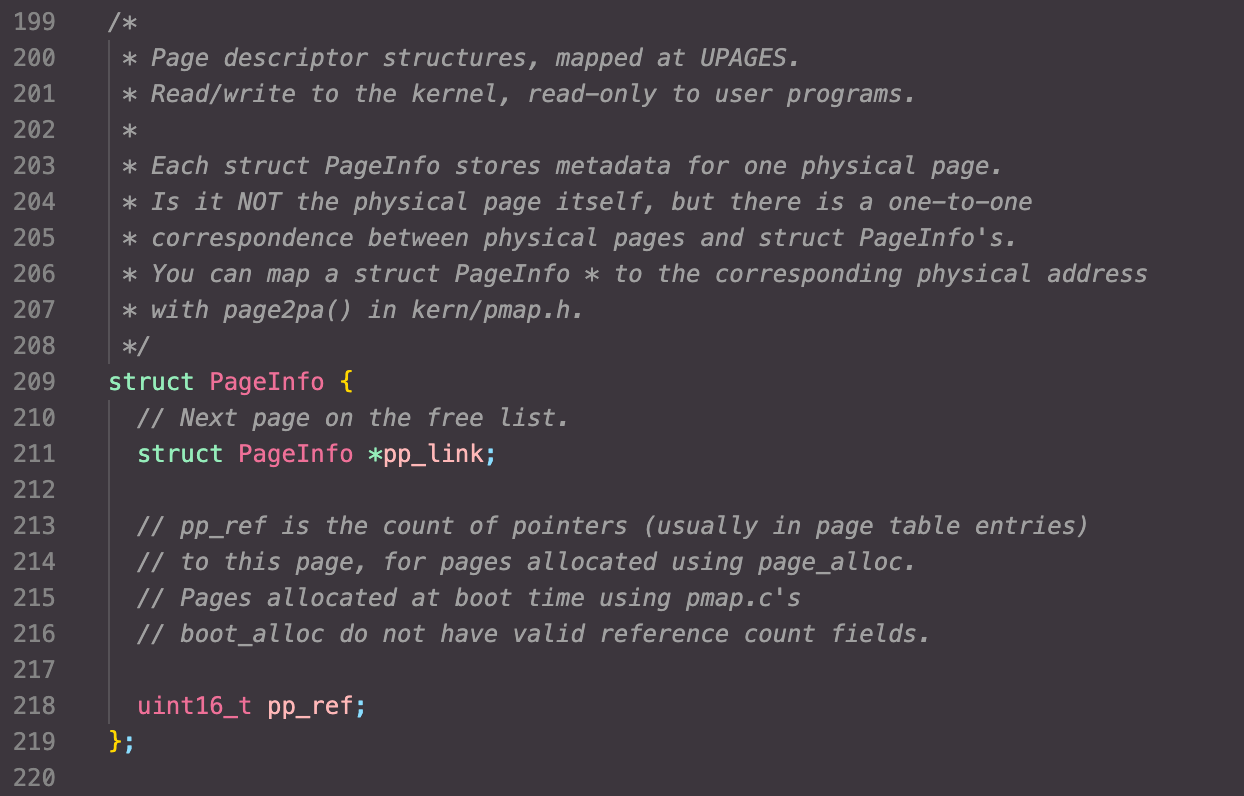 199 /*
200 * Page descriptor structures, mapped at UPAGES.
201 * Read/write to the kernel, read-only to user programs.
202 *
203 * Each struct PageInfo stores metadata for one physical page.
204 * Is it NOT the physical page itself, but there is a one-to-one
205 * correspondence between physical pages and struct PageInfo's.
206 * You can map a struct PageInfo * to the corresponding physical address
207 * with page2pa() in kern/pmap.h.
208 */
209 struct PageInfo {
210 // Next page on the free list.
211 struct PageInfo *pp_link;
212
213 // pp_ref is the count of pointers (usually in page table entries)
214 // to this page, for pages allocated using page_alloc.
215 // Pages allocated at boot time using pmap.c's
216 // boot_alloc do not have valid reference count fields.
217
218 uint16_t pp_ref;
219 };
220